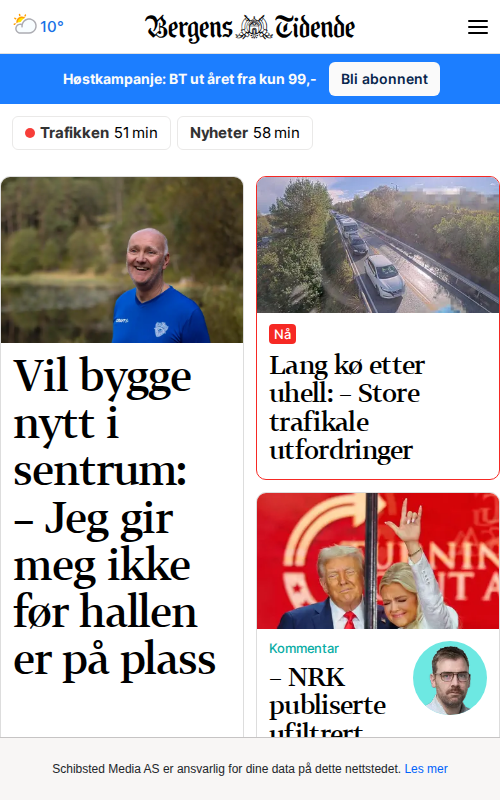 10°
Bergens Tidende
Høstkampanje: BT ut året fra kun 99,-
Bli abonnent
Trafikken 51 min
Nyheter 58 min
Vil bygge
nytt i
sentrum:
– Jeg gir
meg ikke
før hallen
er på plass
Nå
Lang kø etter
uhell: – Store
trafikale
utfordringer
Kommentar
– NRK
publiserte
ufiltrert
Schibsted Media AS er ansvarlig for dine data på dette nettstedet. Les mer